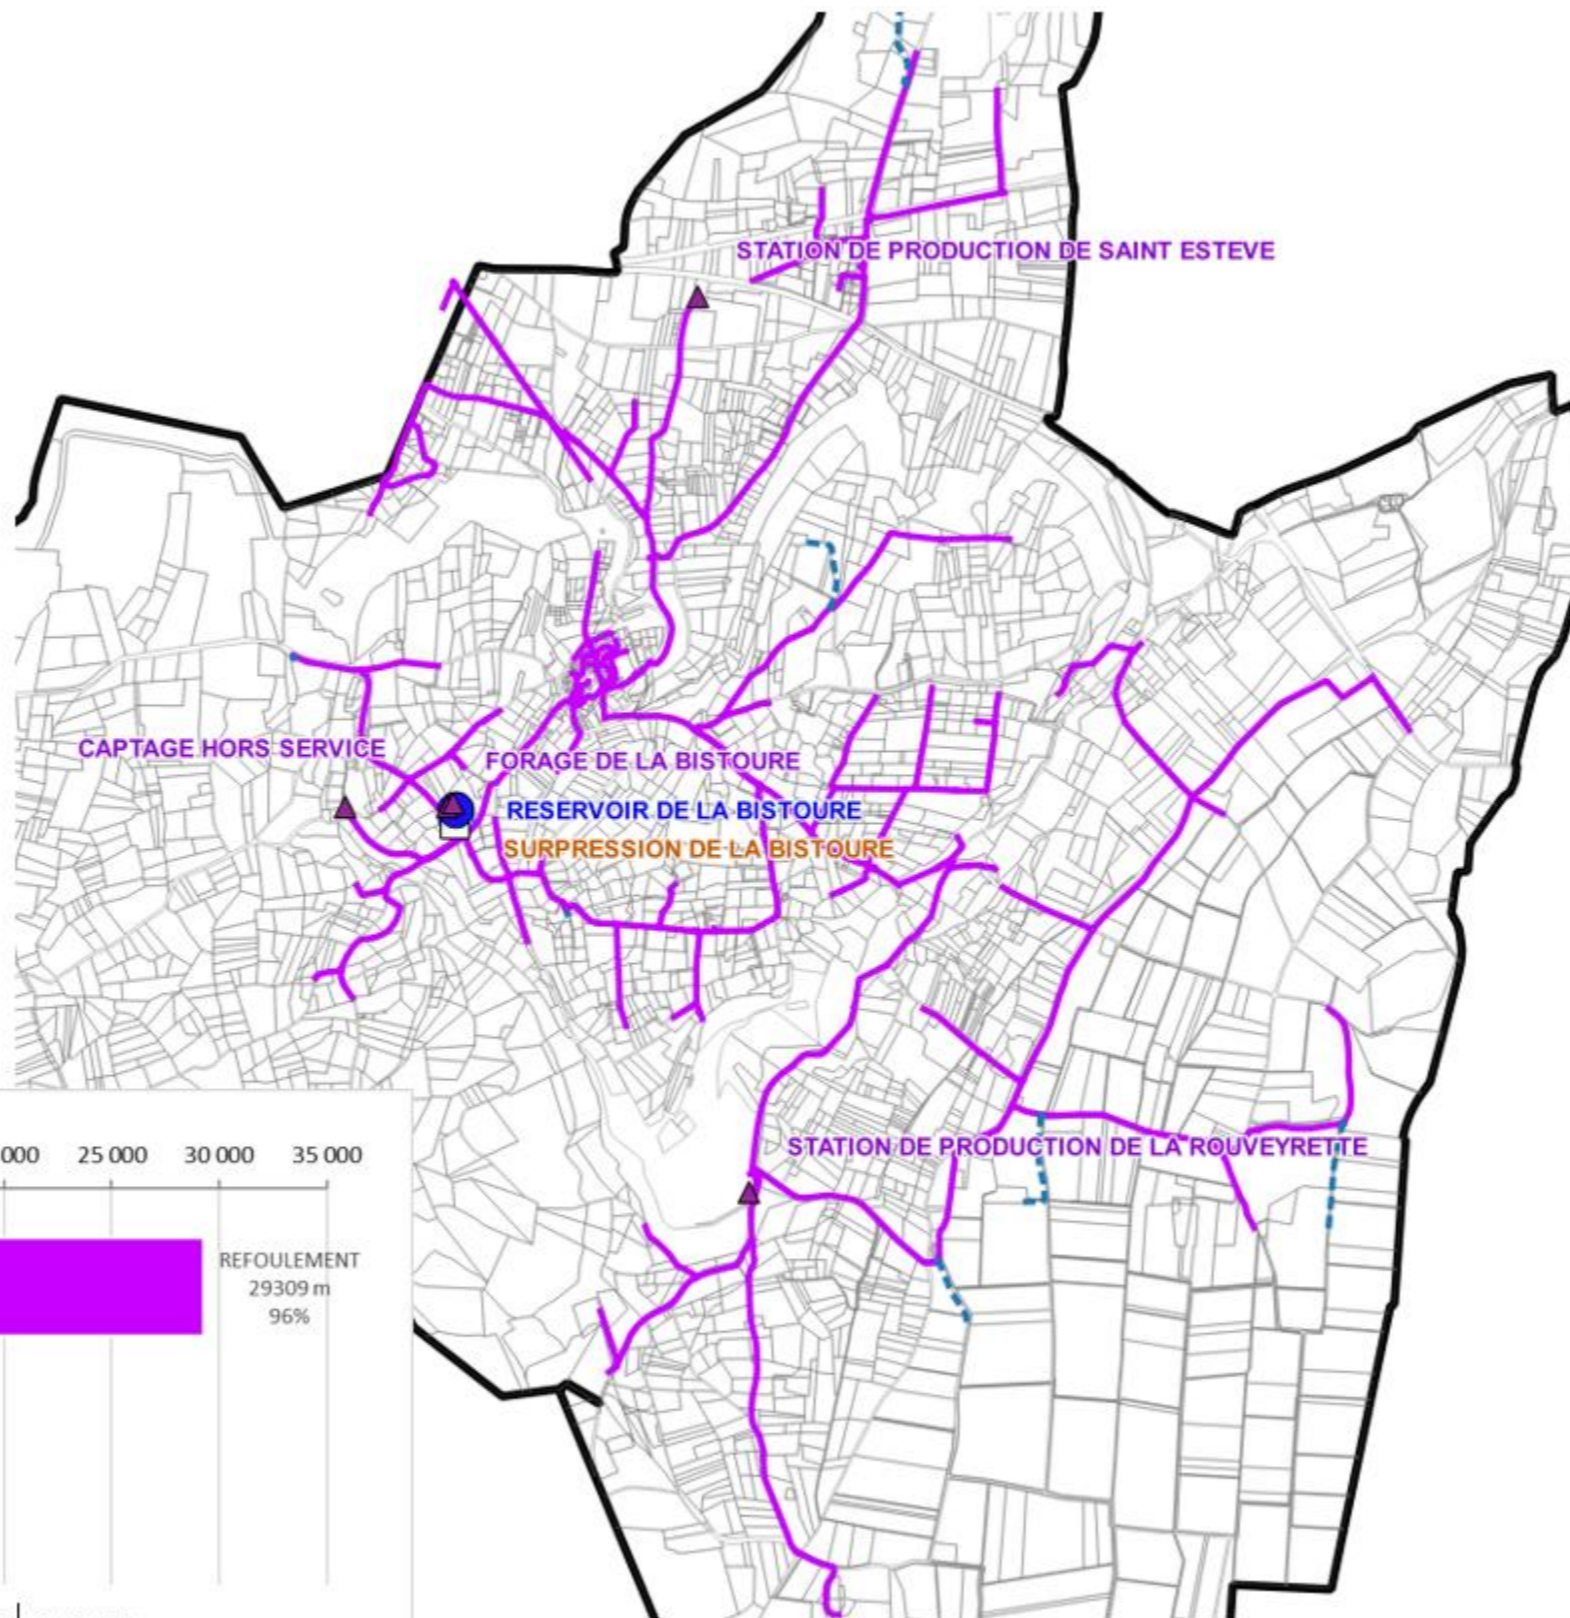 STATION DE PRODUCTION DE SAINT ESTEVE
CAPTAGE HORS SERVICE
FORAGE DE LA BISTOURE
RESERVOIR DE LA BISTOURE
SURPRESSION DE LA BISTOURE
STATION DE PRODUCTION DE LA ROUVEYRETTE
000 25 000 30 000 35 000
REFOULEMENT
29309 m
96%